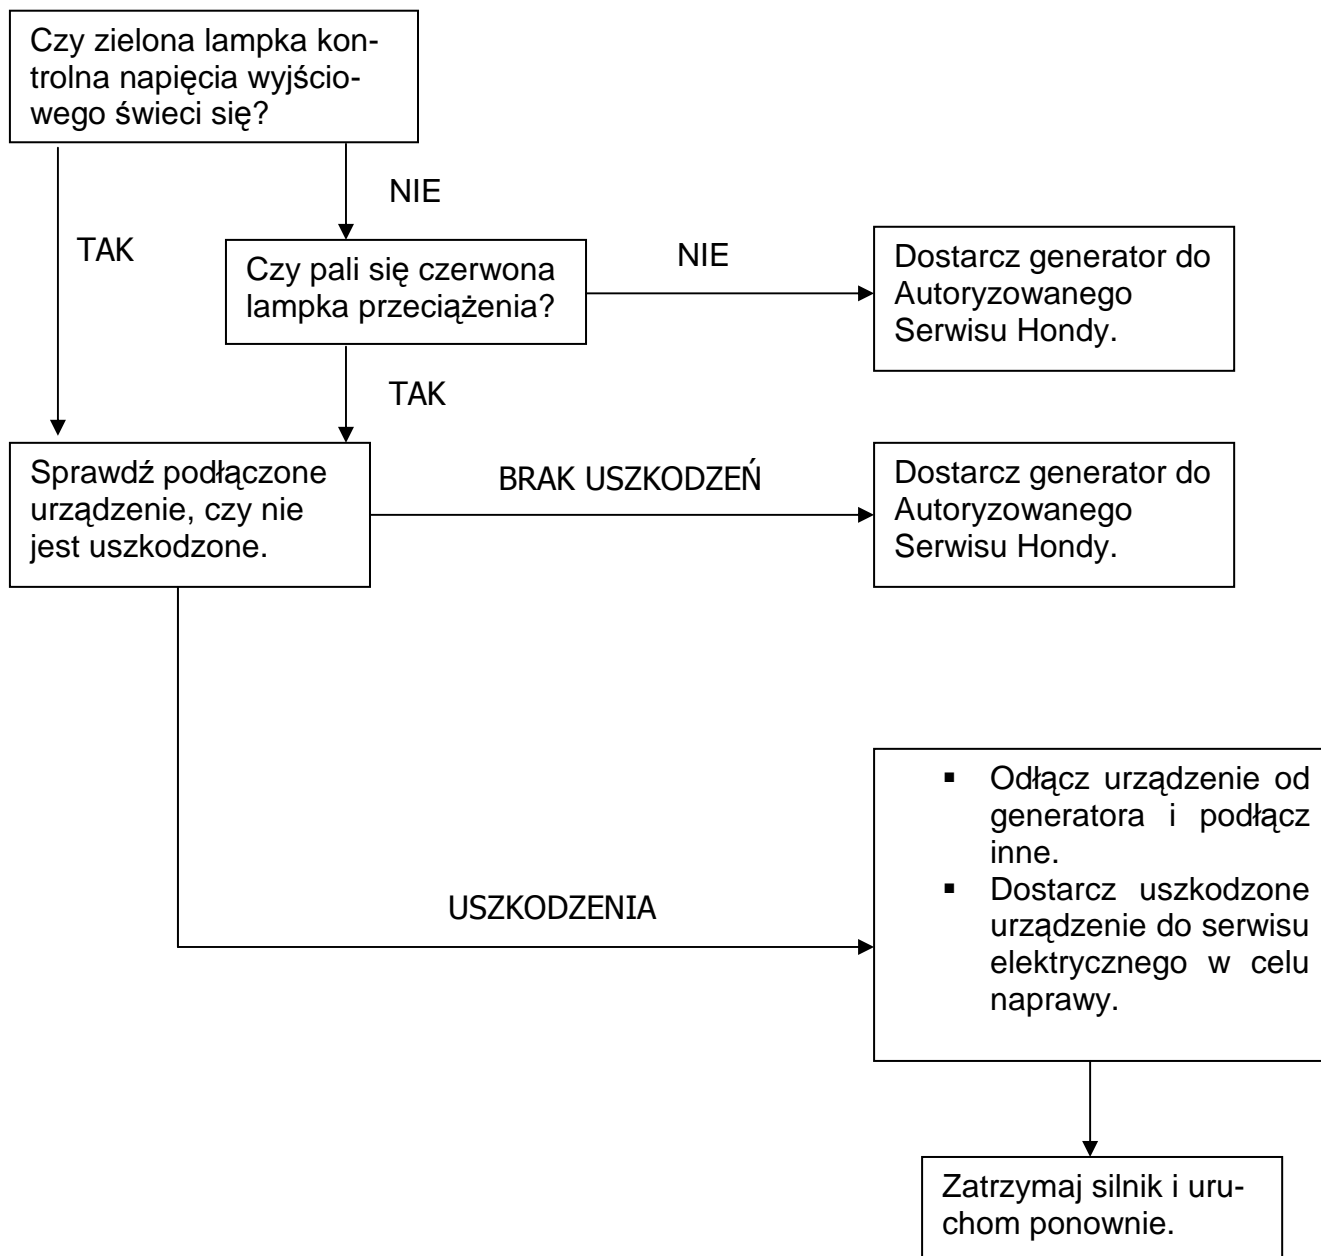 Czy zielona lampka kon-
trolna napięcia wyjścio-
wego świeci się?
NIE
TAK
Czy pali się czerwona
lampka przeciążenia?
NIE
Dostarcz generator do
Autoryzowanego
Serwisu Hondy.
TAK
Sprawdź podłączone
urządzenie, czy nie
jest uszkodzone.
BRAK USZKODZEŃ
Dostarcz generator do
Autoryzowanego
Serwisu Hondy.
USZKODZENIA
▪ Odłącz urządzenie od
generatora i podłącz
inne.
▪ Dostarcz uszkodzone
urządzenie do serwisu
elektrycznego w celu
naprawy.
Zatrzymaj silnik i uru-
chom ponownie.